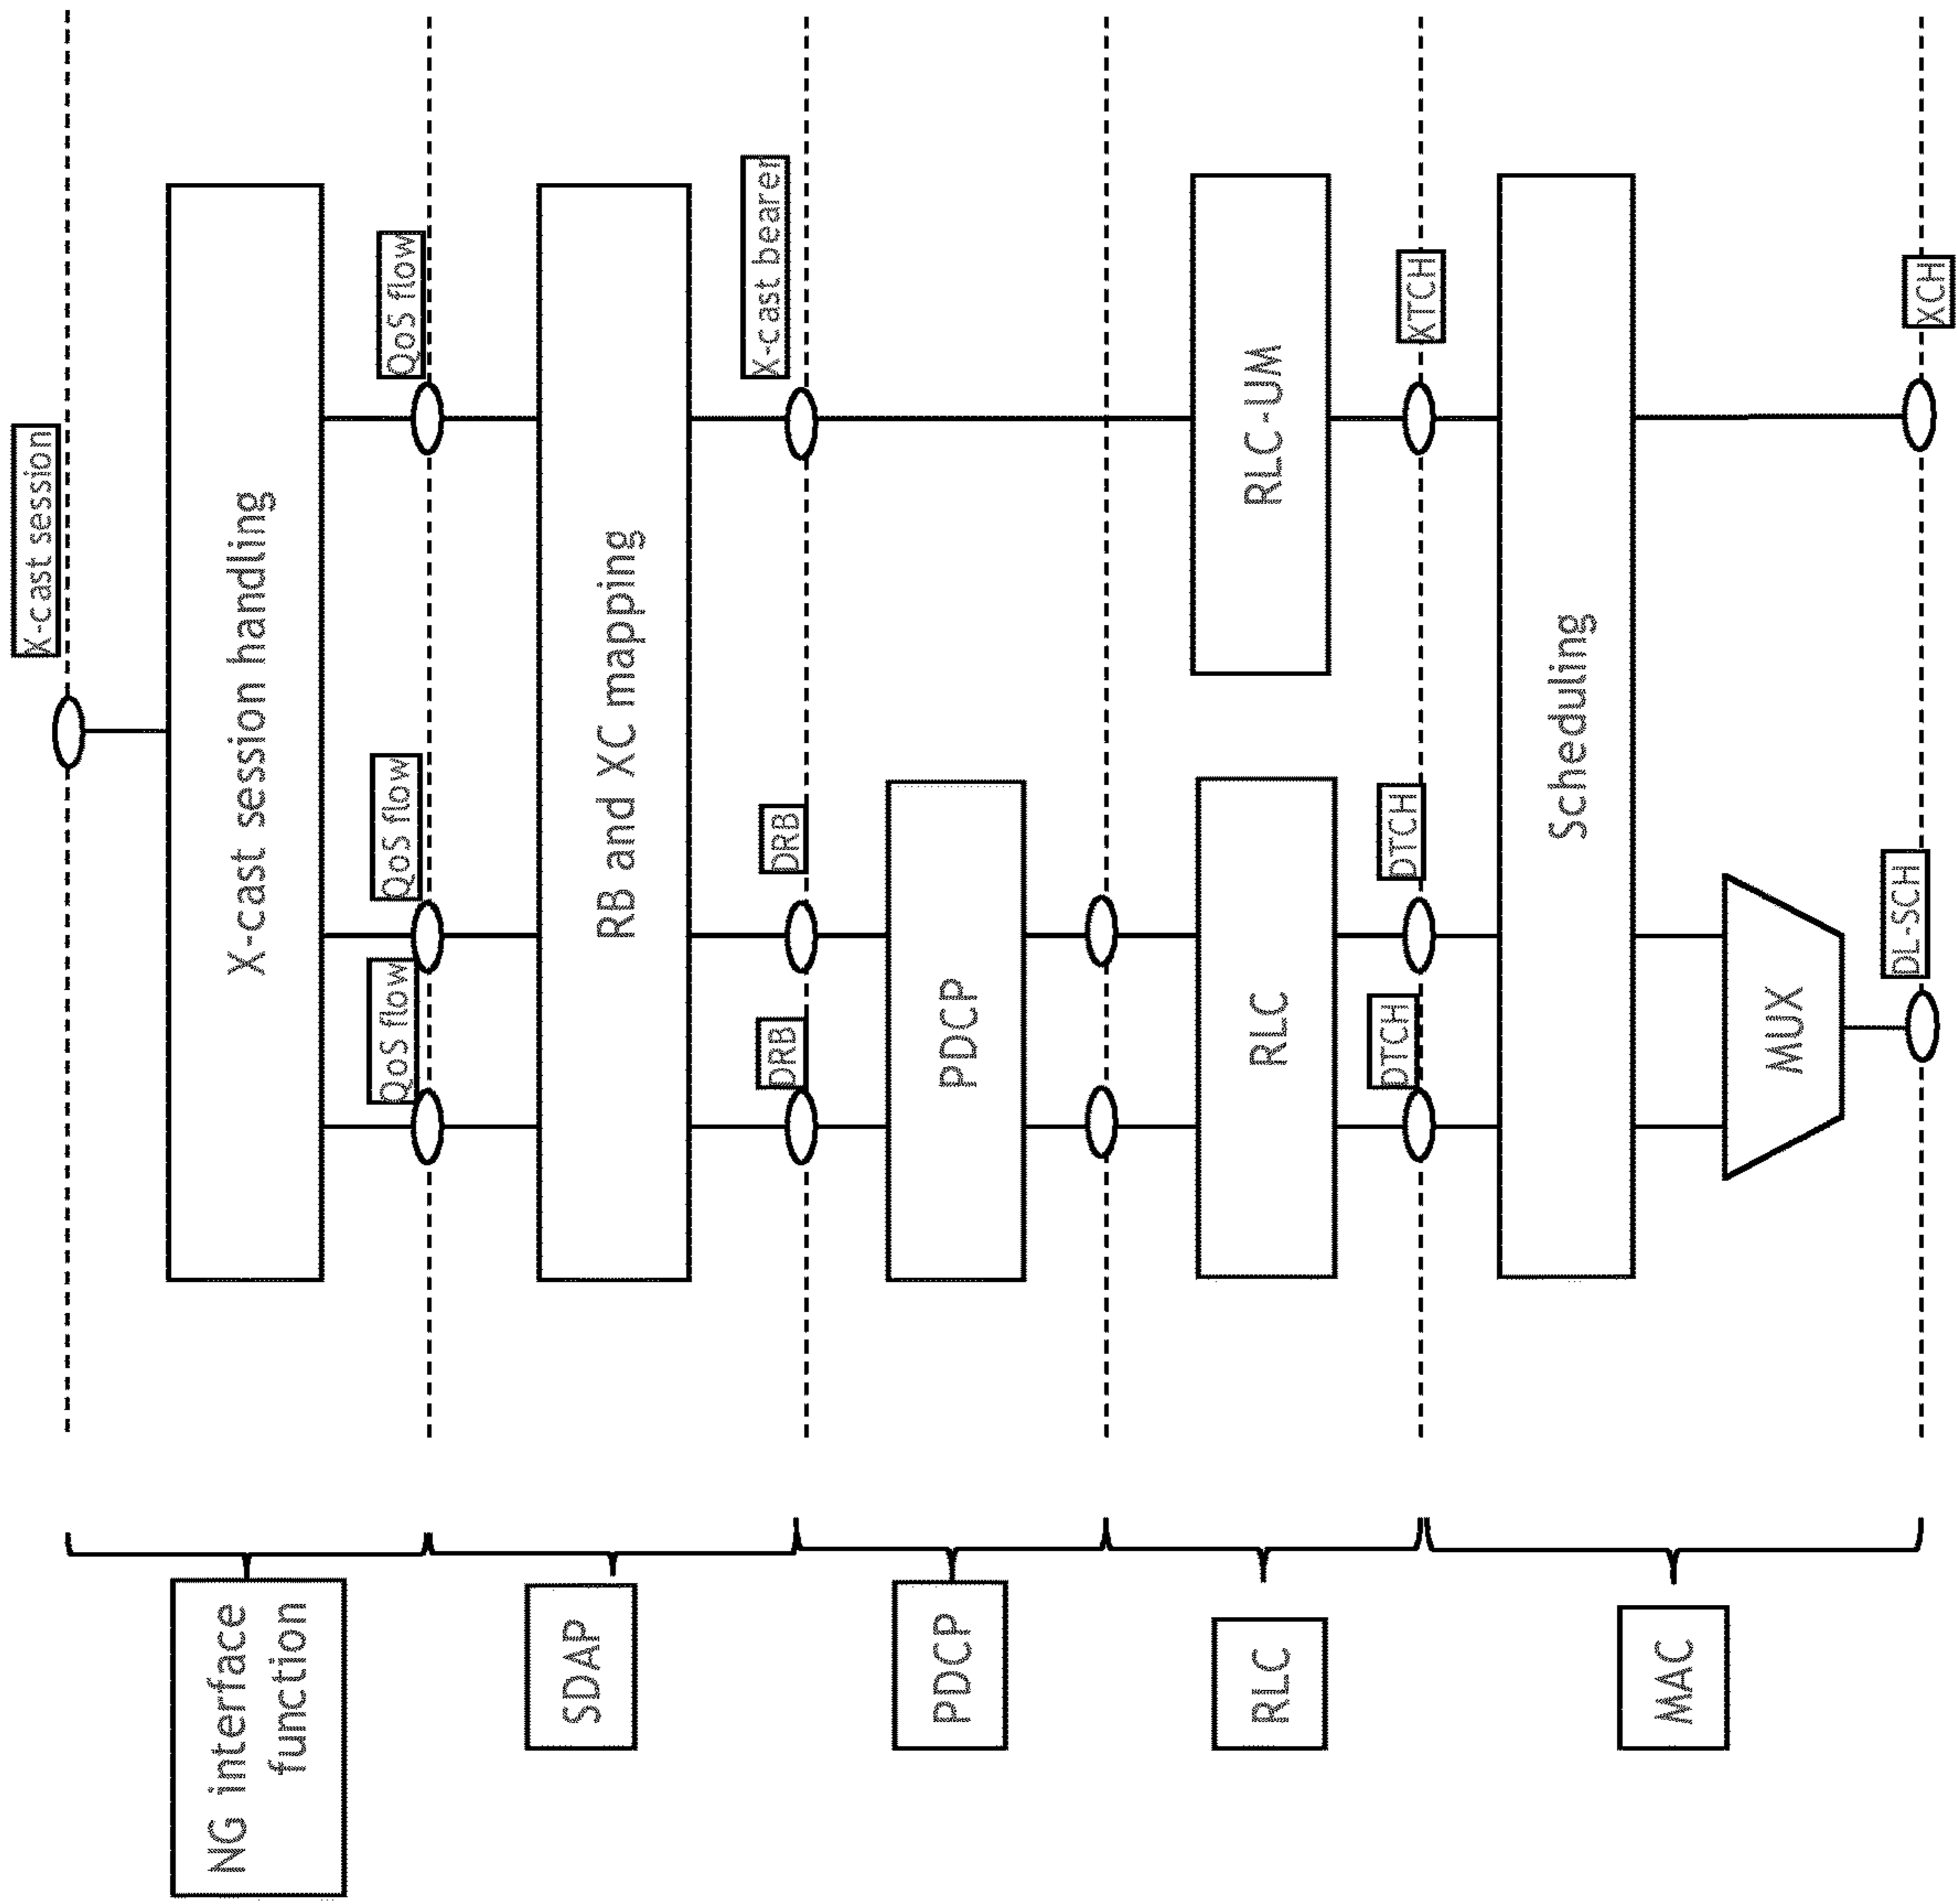 X-cast session
NG interface
function
X-cast session handling
QoS flow
QoS flow
QoS flow
SDAP
RB and XC mapping
DRB
DRB
X-cast bearer
PDCP
PDCP
RLC
RLC
RLC-UM
DTCH
DTCH
XTCH
MAC
Scheduling
MUX
DL-SCH
XCH